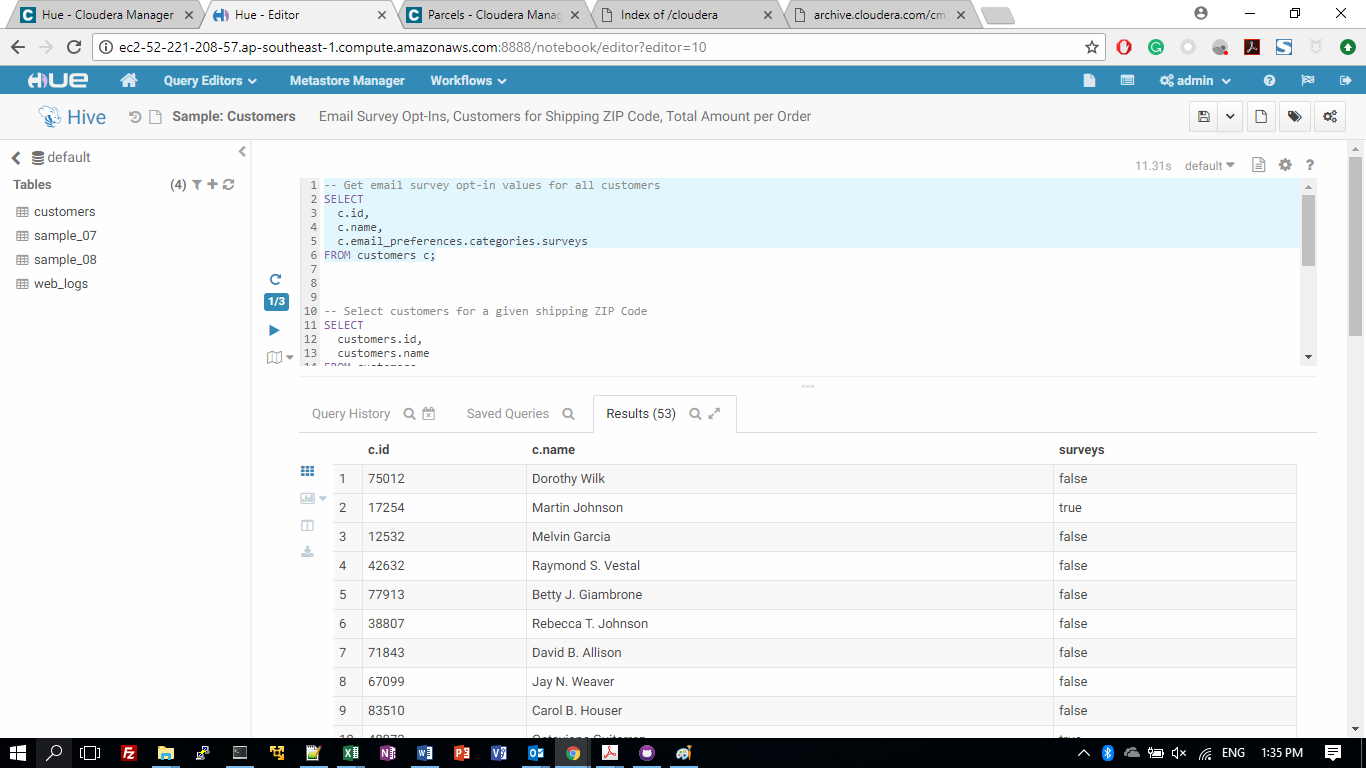 Hue - Cloudera Manager
Hue - Editor
Parcels - Cloudera Manag
Index of /cloudera
archive.cloudera.com/cm
ec2-52-221-208-57.ap-southeast-1.compute.amazonaws.com:8888/notebook/editor?editor=10
HUE Query Editors Metastore Manager Workflows admin
Hive Sample: Customers Email Survey Opt-Ins, Customers for Shipping ZIP Code, Total Amount per Order
default
11.31s default ?
Tables (4)
customers
sample_07
sample_08
web_logs
1 -- Get email survey opt-in values for all customers
2 SELECT
3 c.id,
4 c.name,
5 c.email_preferences.categories.surveys
6 FROM customers c;
7
8
9
10 -- Select customers for a given shipping ZIP Code
11 SELECT
12 customers.id,
13 customers.name
14 FROM customers
1/3
Query History Saved Queries Results (53)
c.id c.name surveys
1 75012 Dorothy Wilk false
2 17254 Martin Johnson true
3 12532 Melvin Garcia false
4 42632 Raymond S. Vestal false
5 77913 Betty J. Giambrone false
6 38807 Rebecca T. Johnson false
7 71843 David B. Allison false
8 67099 Jay N. Weaver false
9 83510 Carol B. Houser false
10
ENG 1:35 PM